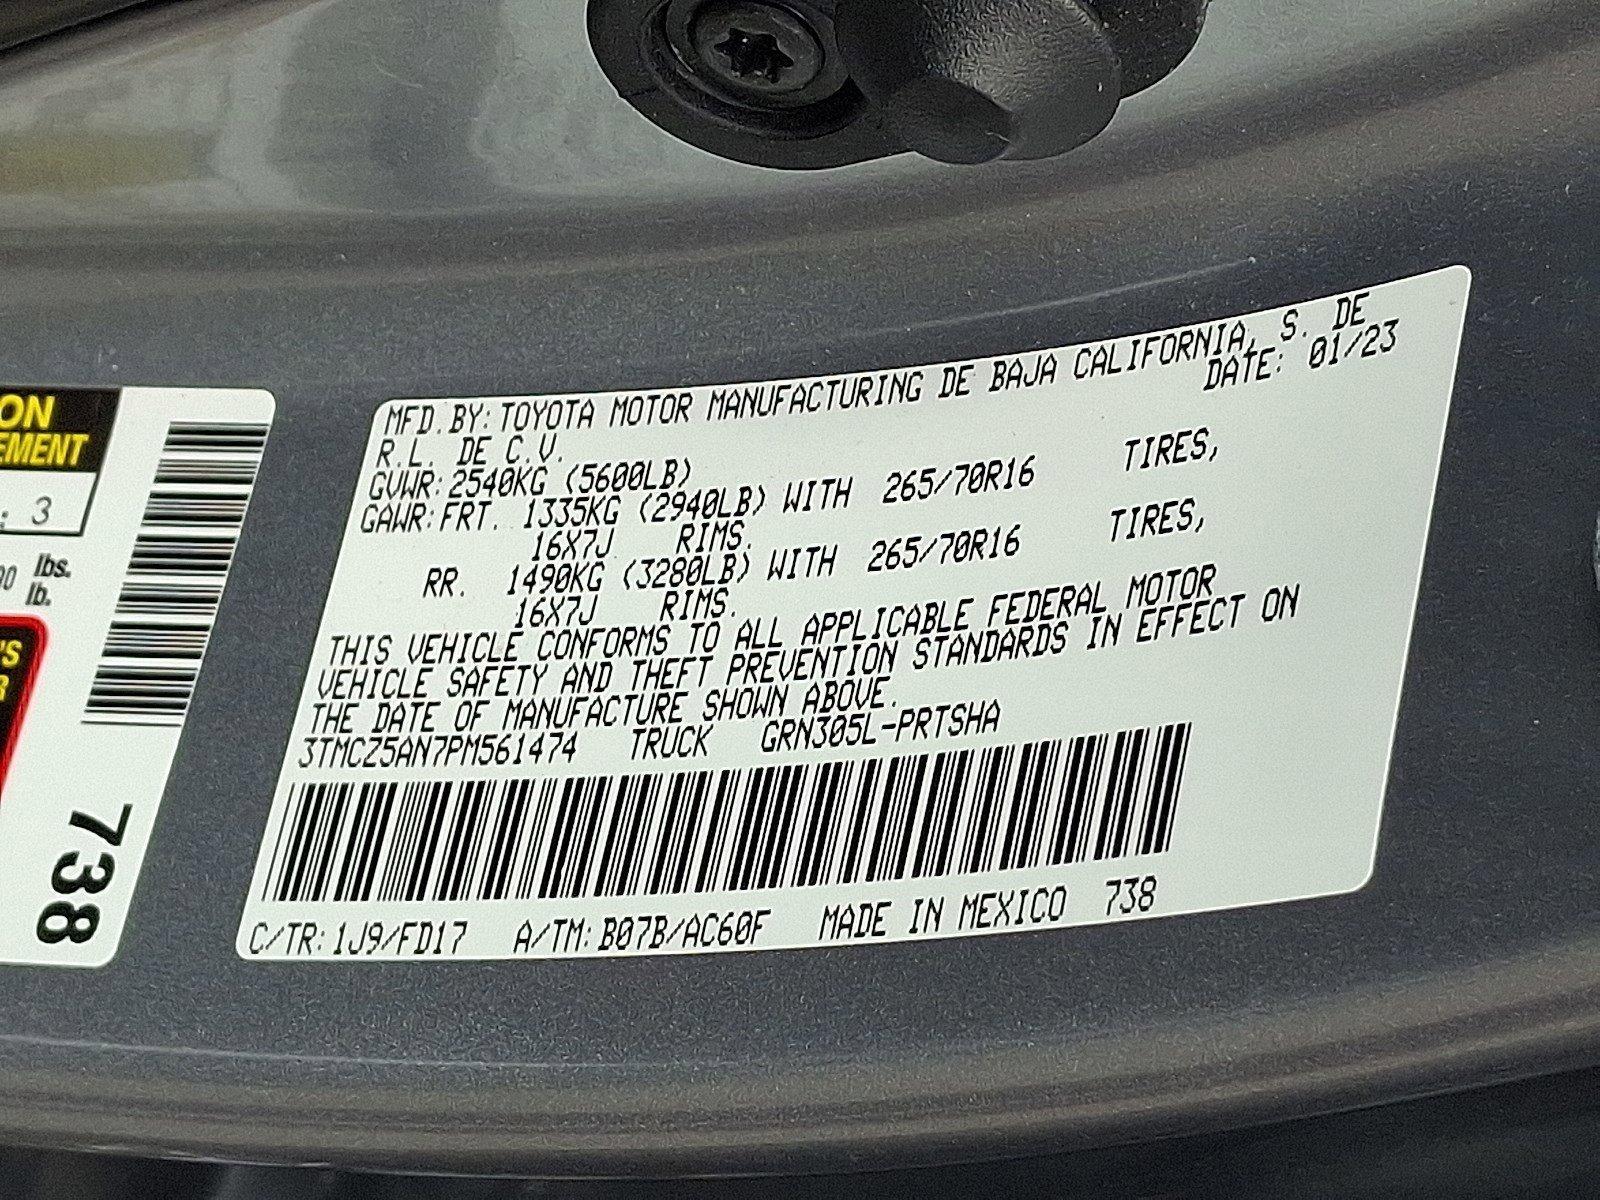 ON
EMENT
: 3
90 lbs.
lb.
'S
R
738
MFD. BY: TOYOTA MOTOR MANUFACTURING DE BAJA CALIFORNIA, S. DE
R.L. DE C.V. DATE: 01/23
GVWR: 2540KG (5600LB)
GAWR: FRT. 1335KG (2940LB) WITH 265/70R16 TIRES,
16X7J RIMS.
RR. 1490KG (3280LB) WITH 265/70R16 TIRES,
16X7J RIMS.
THIS VEHICLE CONFORMS TO ALL APPLICABLE FEDERAL MOTOR
VEHICLE SAFETY AND THEFT PREVENTION STANDARDS IN EFFECT ON
THE DATE OF MANUFACTURE SHOWN ABOVE.
3TMCZ5AN7PM561474 TRUCK GRN305L-PRTSHA
C/TR: 1J9/FD17 A/TM: B07B/AC60F MADE IN MEXICO 738